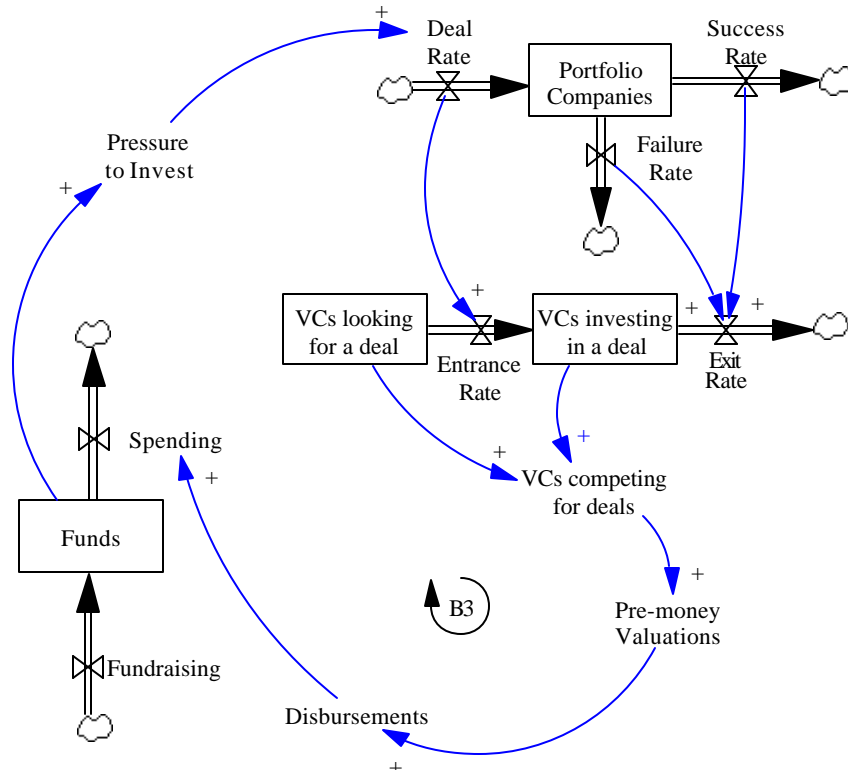 +
Deal
Rate
Success
Rate
Portfolio
Companies
Pressure
to Invest
+
Failure
Rate
VCs looking
for a deal
+
Entrance
Rate
VCs investing
in a deal
+
+
Exit
Rate
Spending
+
+
+
VCs competing
for deals
Funds
B3
+
Pre-money
Valuations
Fundraising
Disbursements
+